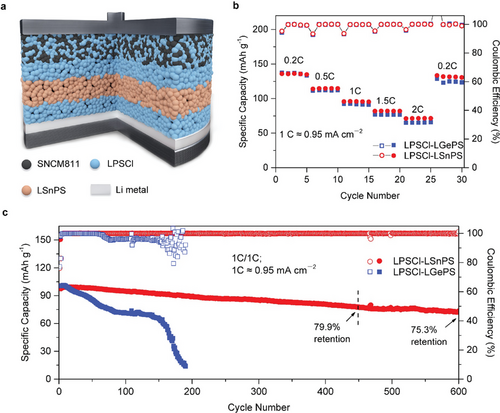 a
SNCM811
LPSCl
LSnPS
Li metal
b
Specific Capacity (mAh g⁻¹)
200
150
100
50
0
0.2C
0.5C
1C
1.5C
2C
0.2C
1 C ≈ 0.95 mA cm⁻²
LPSCl-LGePS
LPSCl-LSnPS
0 5 10 15 20 25 30
Cycle Number
100
80
60
40
20
0
Coulombic Efficiency (%)
c
Specific Capacity (mAh g⁻¹)
150
120
90
60
30
0
1C/1C;
1C ≈ 0.95 mA cm⁻²
LPSCl-LSnPS
LPSCl-LGePS
79.9%
retention
75.3%
retention
0 100 200 300 400 500 600
Cycle Number
100
80
60
40
20
0
Coulombic Efficiency (%)